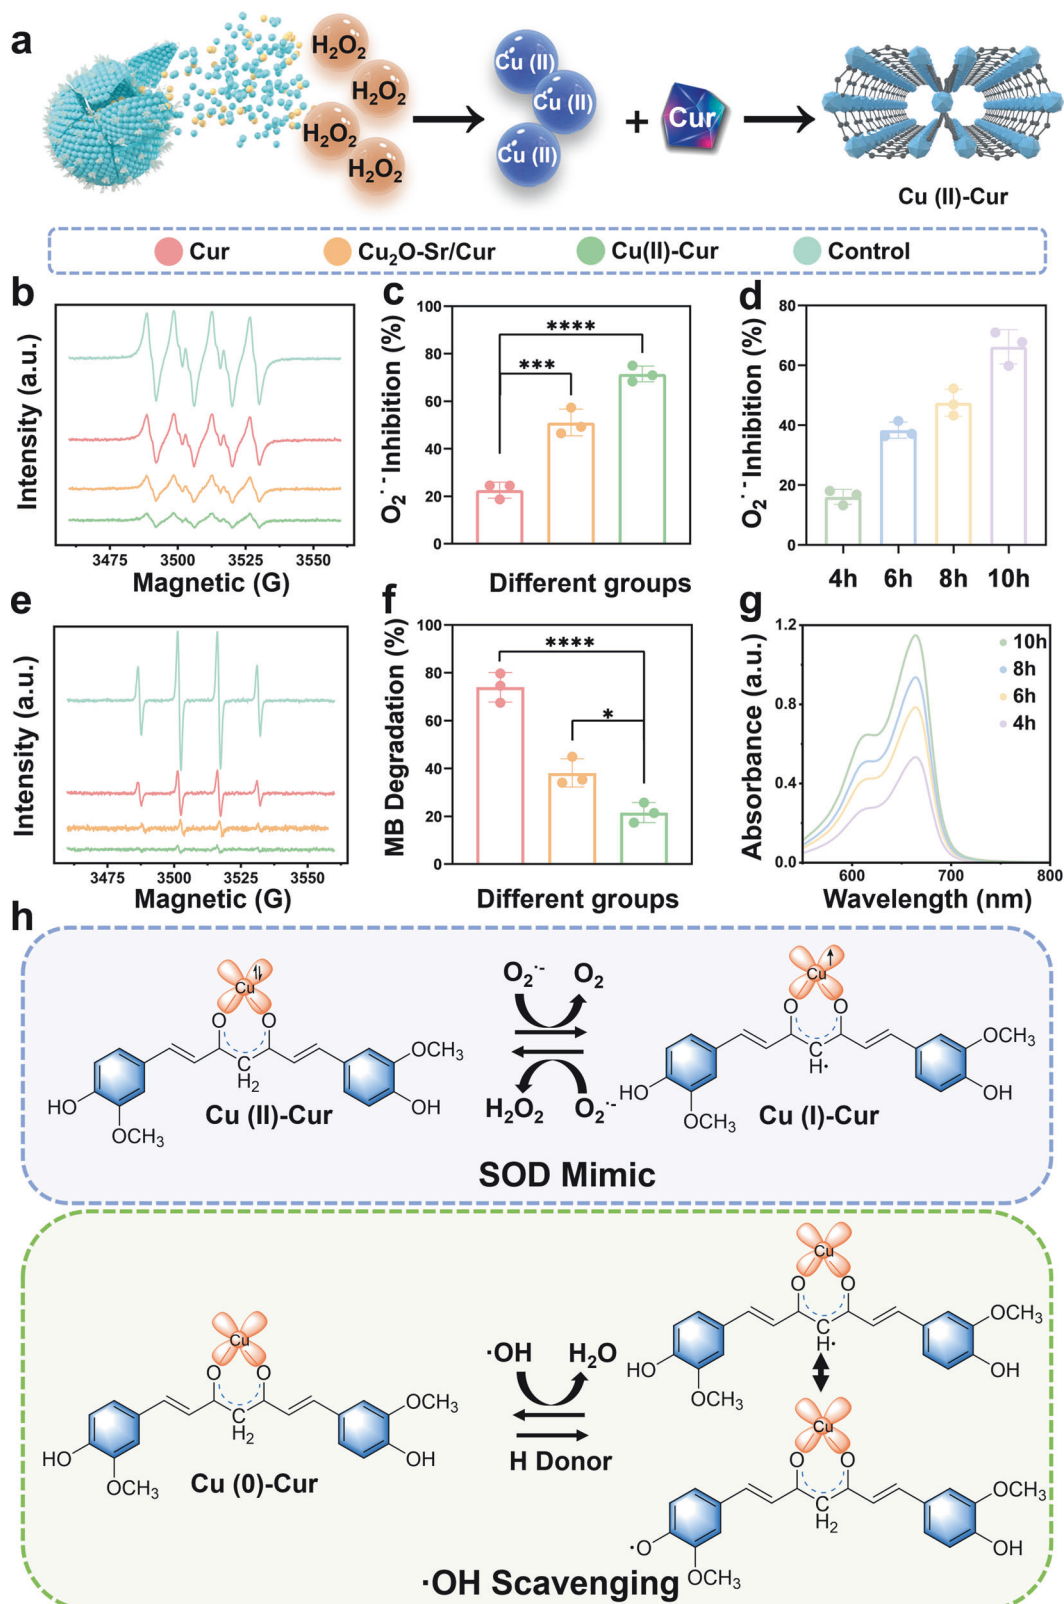 a
H₂O₂
H₂O₂
H₂O₂
H₂O₂
Cu (II)
Cu (II)
Cu (II)
+
Cur
Cu (II)-Cur
Cur
Cu₂O-Sr/Cur
Cu(II)-Cur
Control
b
Intensity (a.u.)
3475
3500
3525
3550
Magnetic (G)
c
O₂·⁻ Inhibition (%)
100
80
60
40
20
0
****
***
Different groups
d
O₂·⁻ Inhibition (%)
80
60
40
20
0
4h
6h
8h
10h
e
Intensity (a.u.)
3475
3500
3525
3550
Magnetic (G)
f
MB Degradation (%)
100
80
60
40
20
0
****
*
Different groups
g
Absorbance (a.u.)
1.2
0.8
0.4
0.0
10h
8h
6h
4h
600
700
800
Wavelength (nm)
h
Cu
O
O
C
H₂
HO
OCH₃
OCH₃
OH
Cu (II)-Cur
O₂·⁻
O₂
H₂O₂
O₂·⁻
Cu
O
O
C
H·
HO
OCH₃
OCH₃
OH
Cu (I)-Cur
SOD Mimic
Cu
O
O
C
H₂
HO
OCH₃
OCH₃
OH
Cu (0)-Cur
·OH
H₂O
H Donor
Cu
O
O
C
H·
HO
OCH₃
OCH₃
OH
Cu
O
O
C
H₂
·O
OCH₃
OCH₃
OH
·OH Scavenging